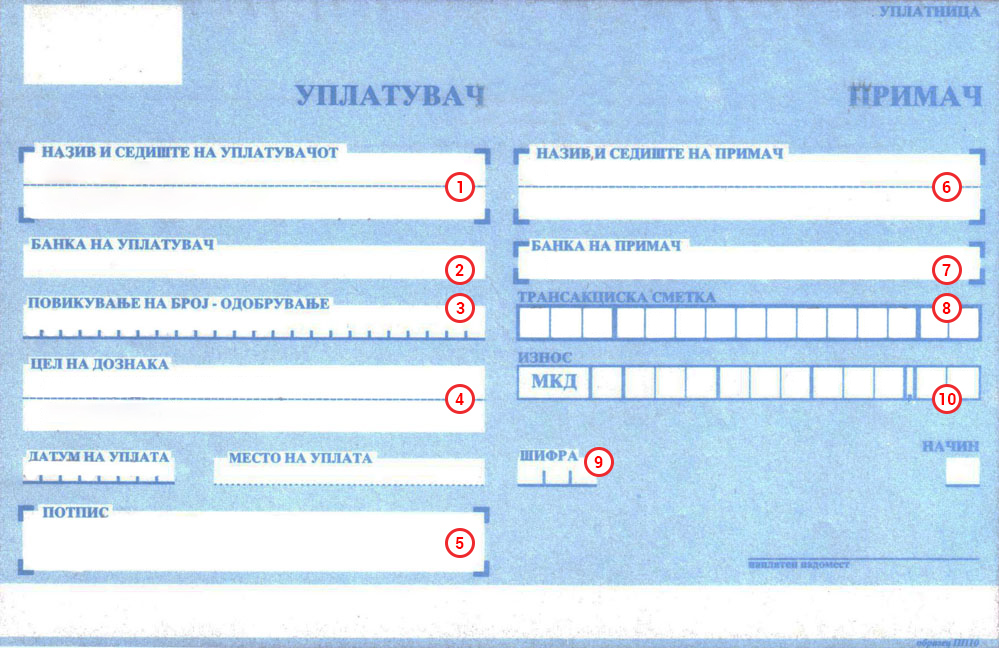 УПЛАТНИЦА
УПЛАТУВАЧ
ПРИМАЧ
НАЗИВ И СЕДИШТЕ НА УПЛАТУВАЧОТ
1
БАНКА НА УПЛАТУВАЧ
2
ПОВИКУВАЊЕ НА БРОЈ - ОДОБРУВАЊЕ
3
ЦЕЛ НА ДОЗНАКА
4
ДАТУМ НА УПЛАТА
МЕСТО НА УПЛАТА
ПОТПИС
5
НАЗИВ И СЕДИШТЕ НА ПРИМАЧ
6
БАНКА НА ПРИМАЧ
7
ТРАНСАКЦИСКА СМЕТКА
8
ИЗНОС
МКД
,
10
ШИФРА
9
НАЧИН
наплатен надомест
образец ПП10